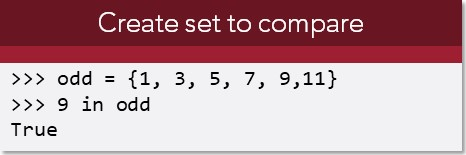 Create set to compare
>>> odd = {1, 3, 5, 7, 9,11}
>>> 9 in odd
True